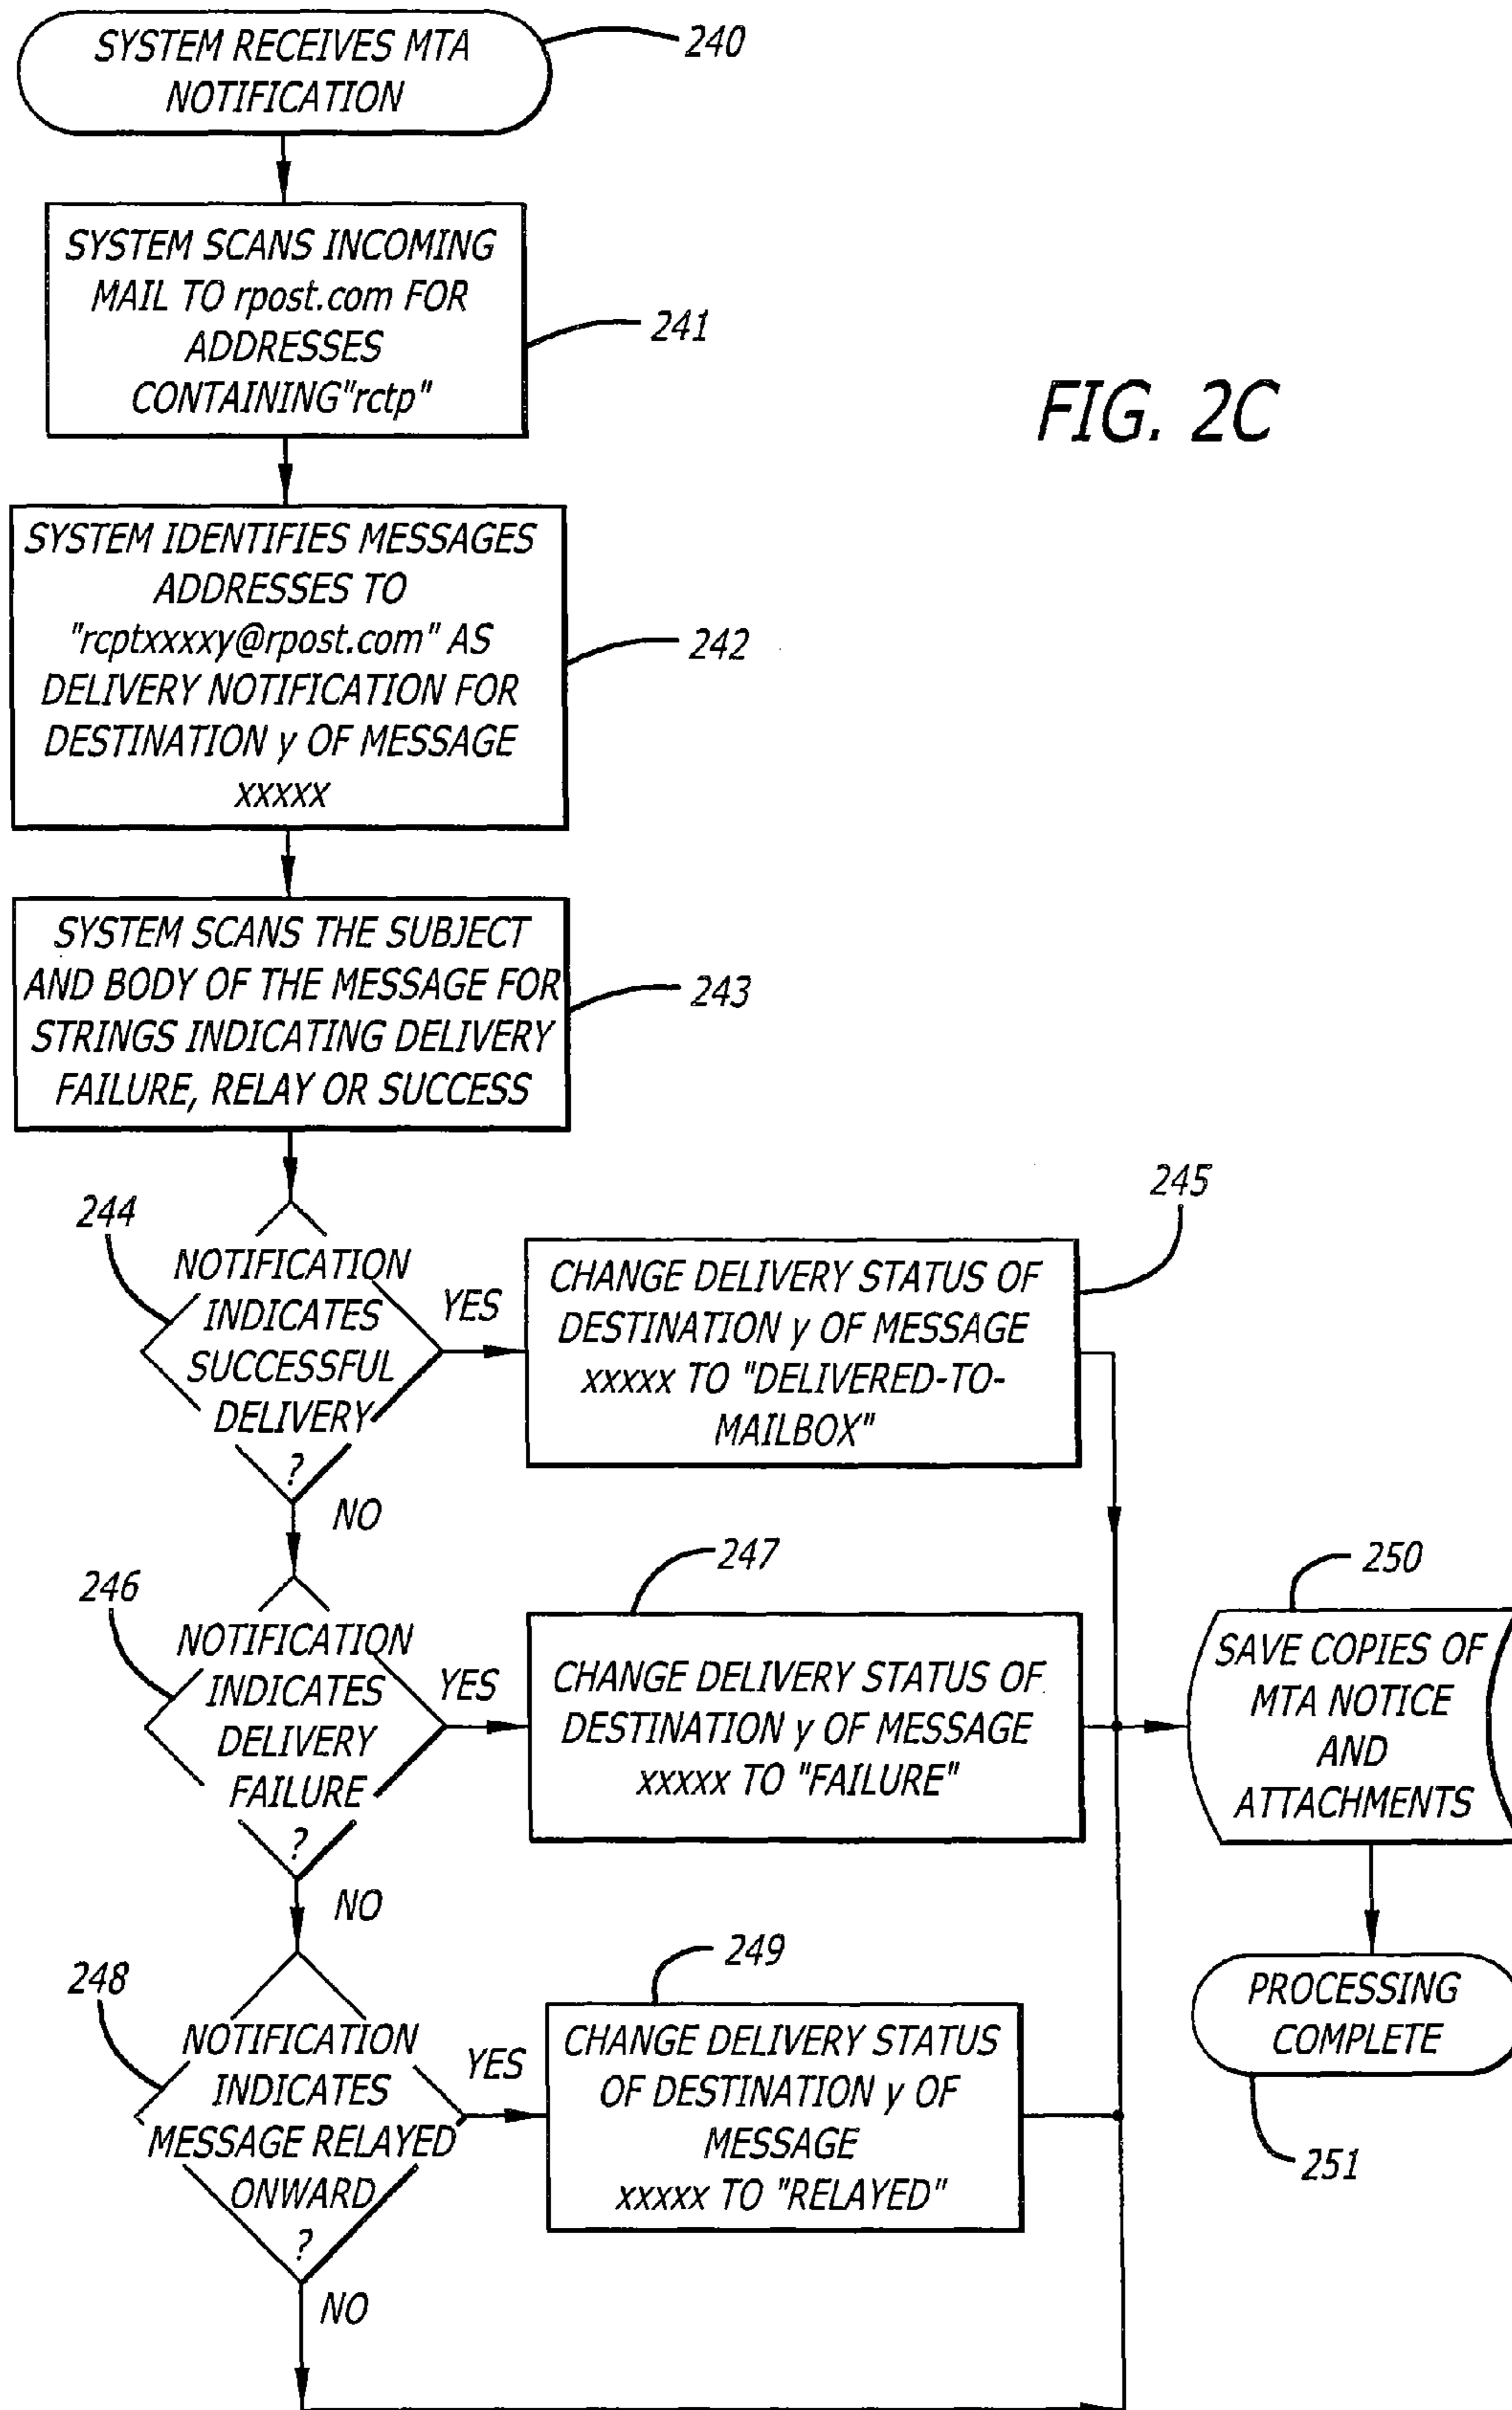 SYSTEM RECEIVES MTA
NOTIFICATION
240
SYSTEM SCANS INCOMING
MAIL TO rpost.com FOR
ADDRESSES
CONTAINING"rctp"
241
FIG. 2C
SYSTEM IDENTIFIES MESSAGES
ADDRESSES TO
"rcptxxxxy@rpost.com" AS
DELIVERY NOTIFICATION FOR
DESTINATION y OF MESSAGE
xxxxx
242
SYSTEM SCANS THE SUBJECT
AND BODY OF THE MESSAGE FOR
STRINGS INDICATING DELIVERY
FAILURE, RELAY OR SUCCESS
243
244
NOTIFICATION
INDICATES
SUCCESSFUL
DELIVERY
?
YES
NO
245
CHANGE DELIVERY STATUS OF
DESTINATION y OF MESSAGE
xxxxx TO "DELIVERED-TO-
MAILBOX"
246
NOTIFICATION
INDICATES
DELIVERY
FAILURE
?
YES
NO
247
CHANGE DELIVERY STATUS OF
DESTINATION y OF MESSAGE
xxxxx TO "FAILURE"
250
SAVE COPIES OF
MTA NOTICE
AND
ATTACHMENTS
248
NOTIFICATION
INDICATES
MESSAGE RELAYED
ONWARD
?
YES
NO
249
CHANGE DELIVERY STATUS
OF DESTINATION y OF
MESSAGE
xxxxx TO "RELAYED"
PROCESSING
COMPLETE
251